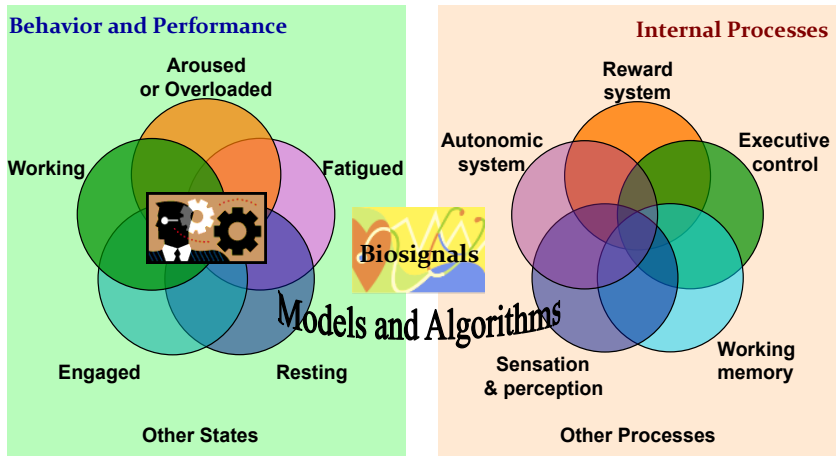 Behavior and Performance
Aroused
or Overloaded
Working
Fatigued
Engaged
Resting
Other States
Biosignals
Models and Algorithms
Internal Processes
Reward
system
Autonomic
system
Executive
control
Sensation
& perception
Working
memory
Other Processes